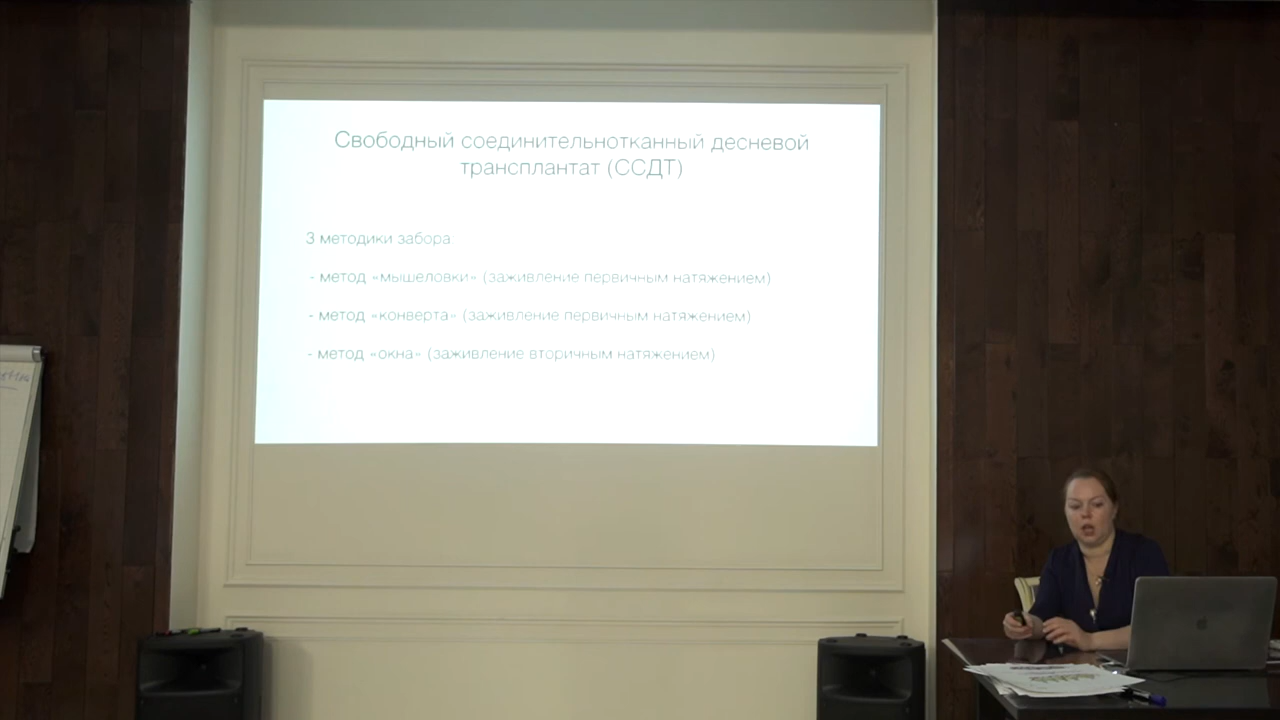 Свободный соединительнотканный десневой
трансплантат (ССДТ)
3 методики забора
- метод «мышеловки» (заживление первичным натяжением)
- метод «конверта» (заживление первичным натяжением)
- метод «окна» (заживление вторичным натяжением)